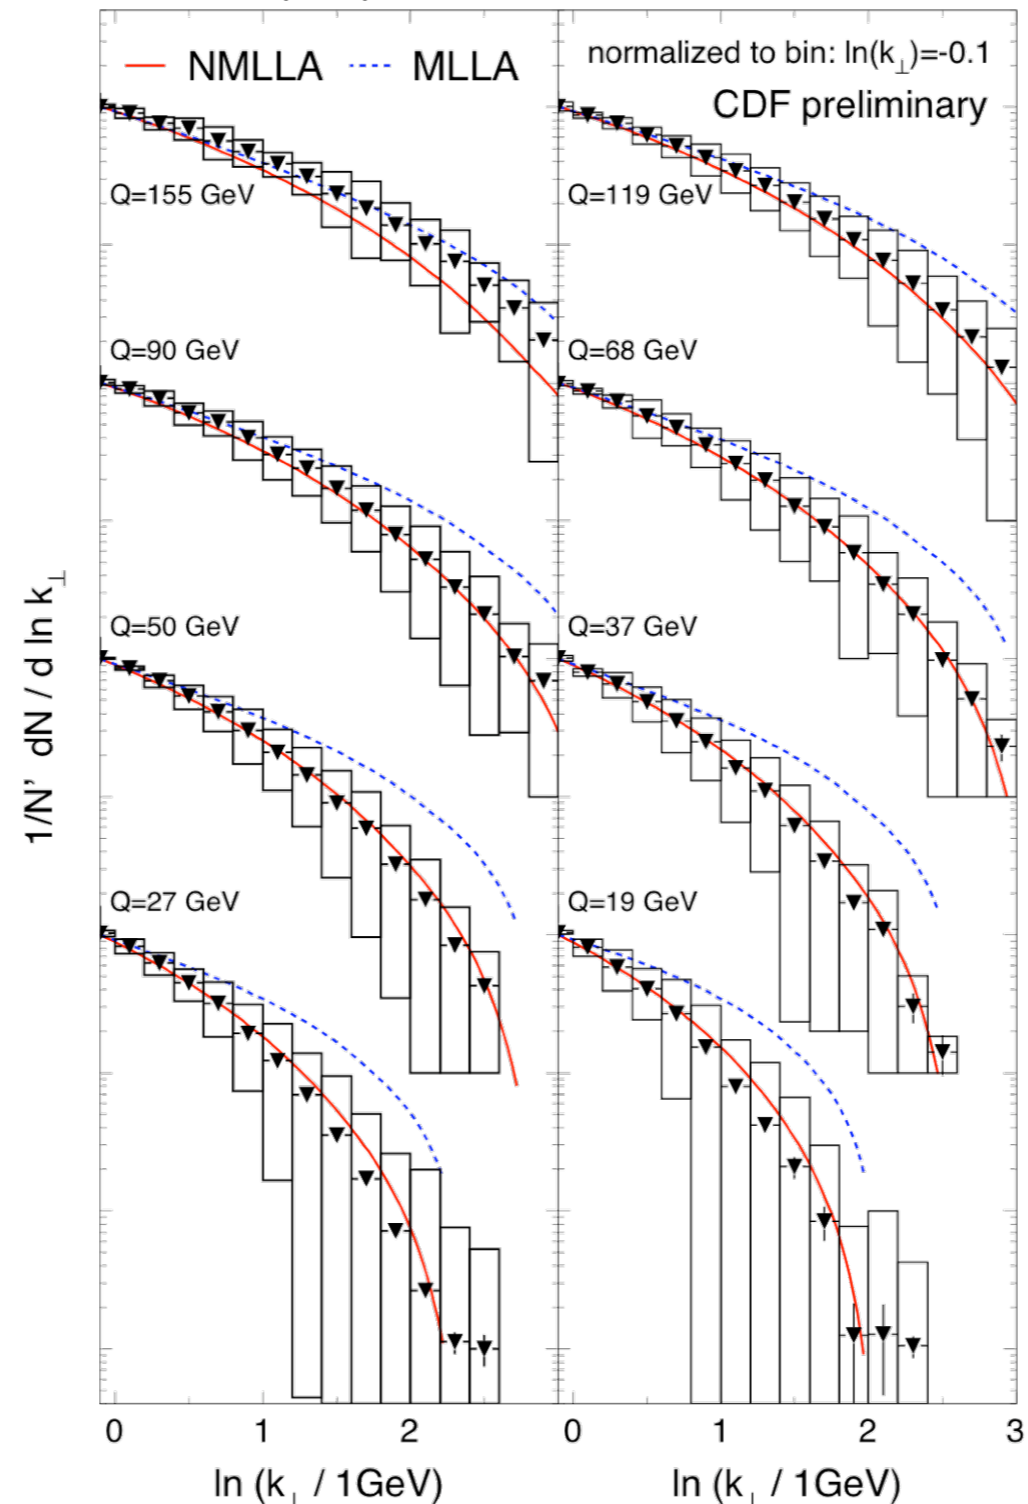 NMLLA MLLA
normalized to bin: ln(k⊥)=-0.1
CDF preliminary
Q=155 GeV Q=119 GeV
Q=90 GeV Q=68 GeV
Q=50 GeV Q=37 GeV
Q=27 GeV Q=19 GeV
1/N' dN / d ln k⊥
0 1 2 0 1 2 3
ln (k⊥ / 1GeV) ln (k⊥ / 1GeV)